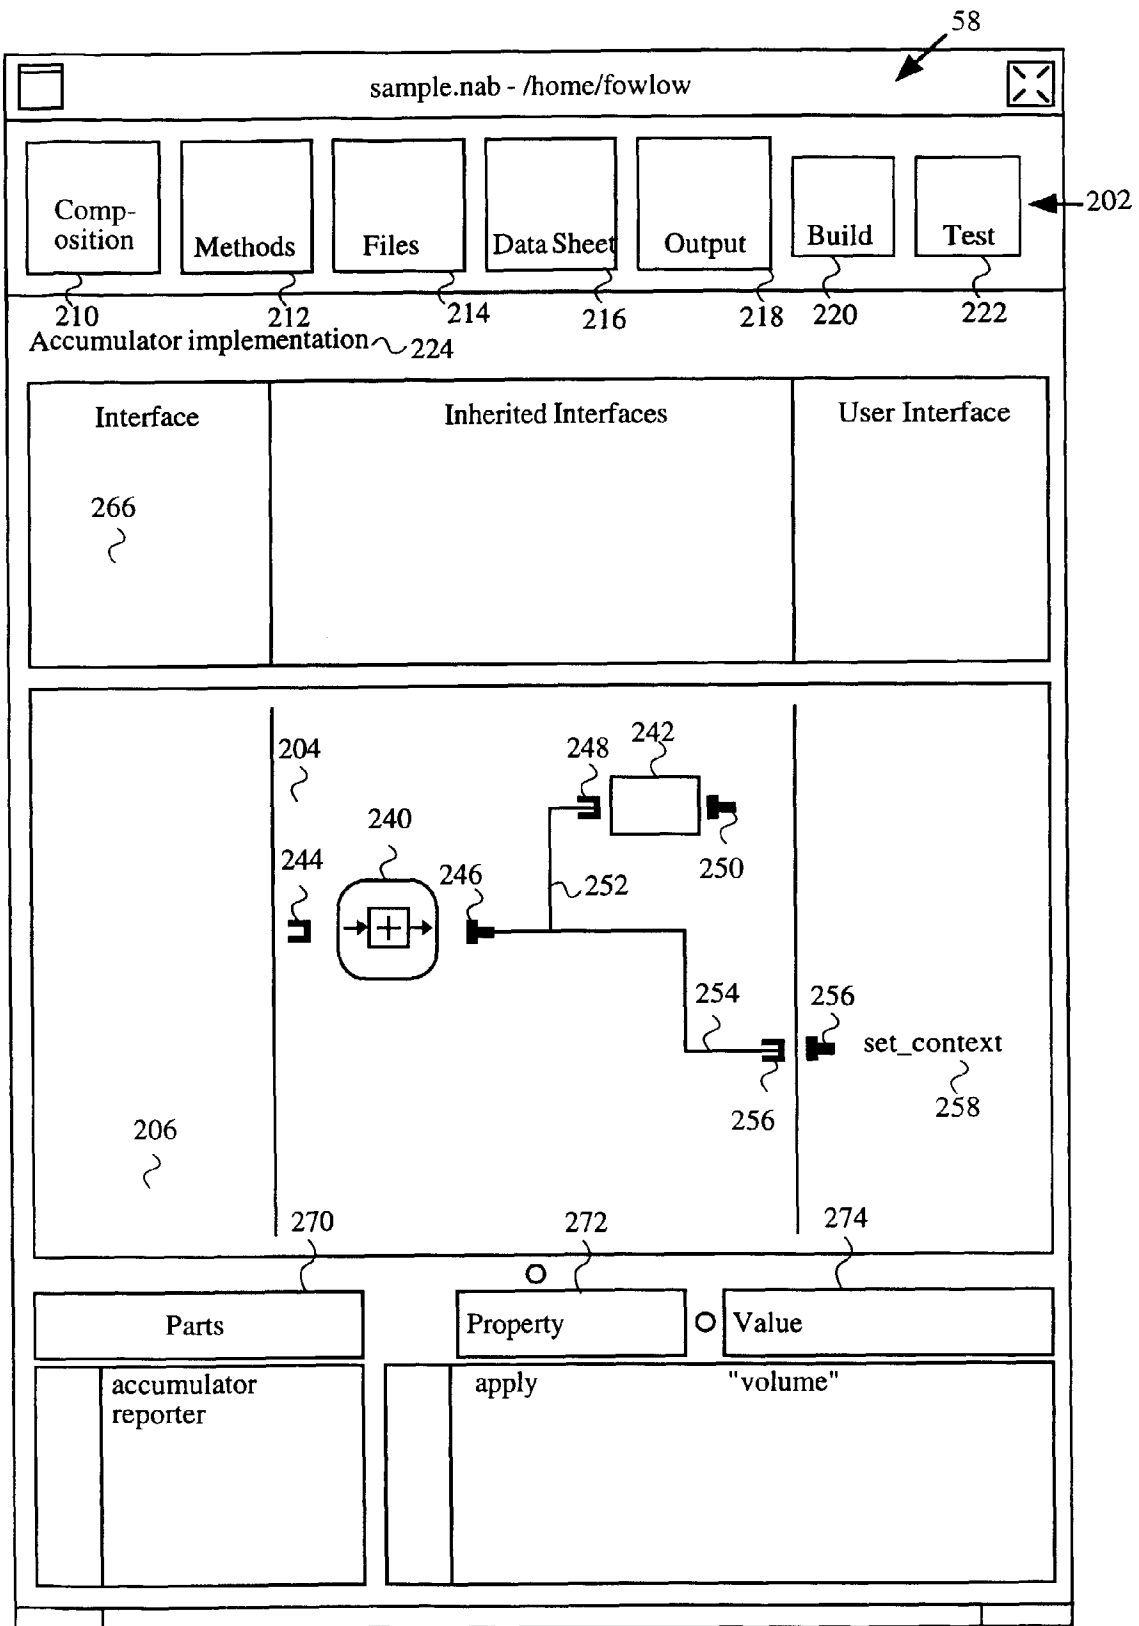 58
sample.nab - /home/fowlow
202
Comp-
osition
Methods
Files
Data Sheet
Output
Build
Test
210
212
214
216
218
220
222
Accumulator implementation 224
Interface
Inherited Interfaces
User Interface
266
204
248
242
240
244
246
250
252
254
256
set_context
256
258
206
270
272
274
Parts
Property
Value
accumulator
reporter
apply
"volume"